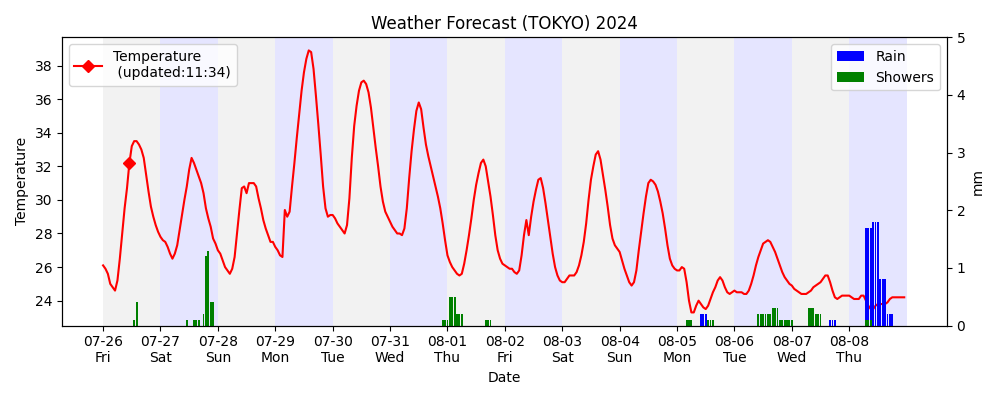 Weather Forecast (TOKYO) 2024
Temperature
(updated:11:34)
Rain
Showers
Temperature
38
36
34
32
30
28
26
24
5
4
3
2
1
0
mm
07-26 07-27 07-28 07-29 07-30 07-31 08-01 08-02 08-03 08-04 08-05 08-06 08-07 08-08
Fri Sat Sun Mon Tue Wed Thu Fri Sat Sun Mon Tue Wed Thu
Date